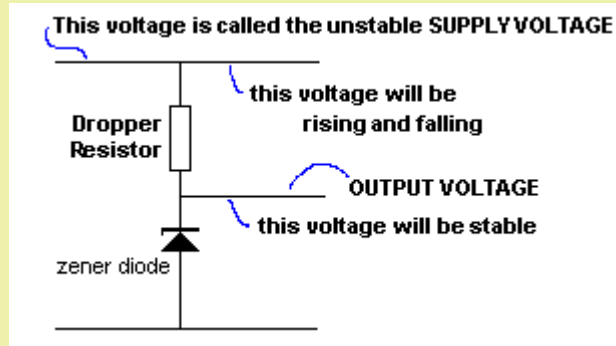 This voltage is called the unstable SUPPLY VOLTAGE
this voltage will be
rising and falling
Dropper
Resistor
OUTPUT VOLTAGE
this voltage will be stable
zener diode